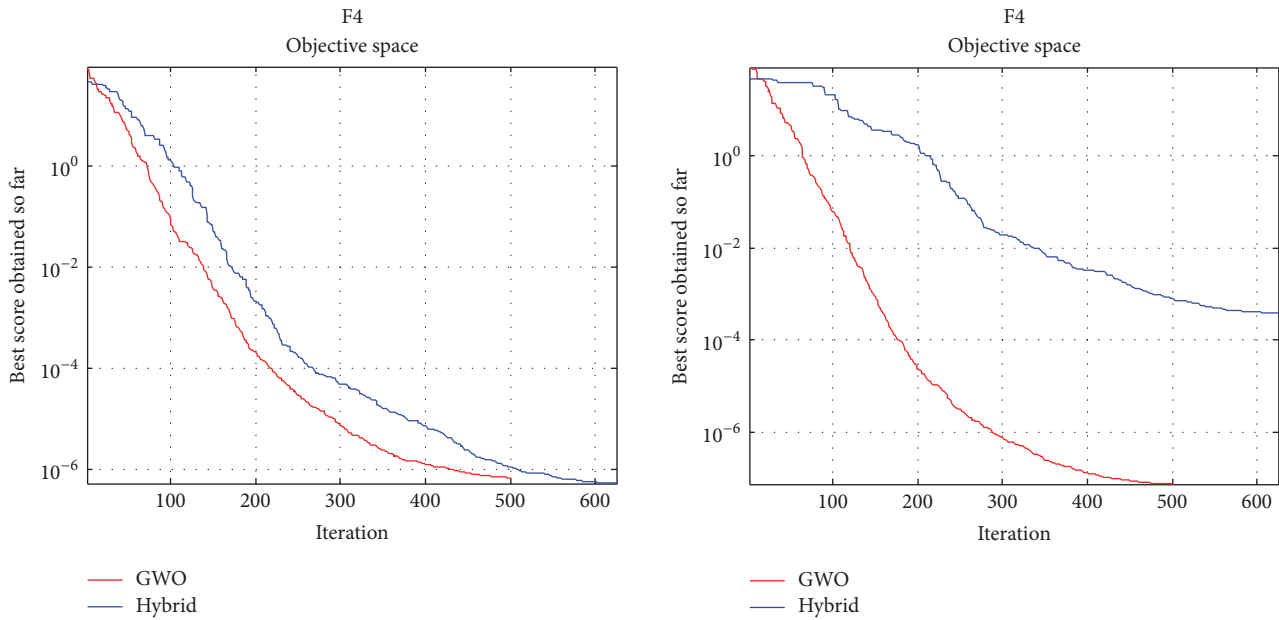 F4
Objective space
Best score obtained so far
10^0
10^-2
10^-4
10^-6
100 200 300 400 500 600
Iteration
GWO
Hybrid
F4
Objective space
Best score obtained so far
10^0
10^-2
10^-4
10^-6
100 200 300 400 500 600
Iteration
GWO
Hybrid